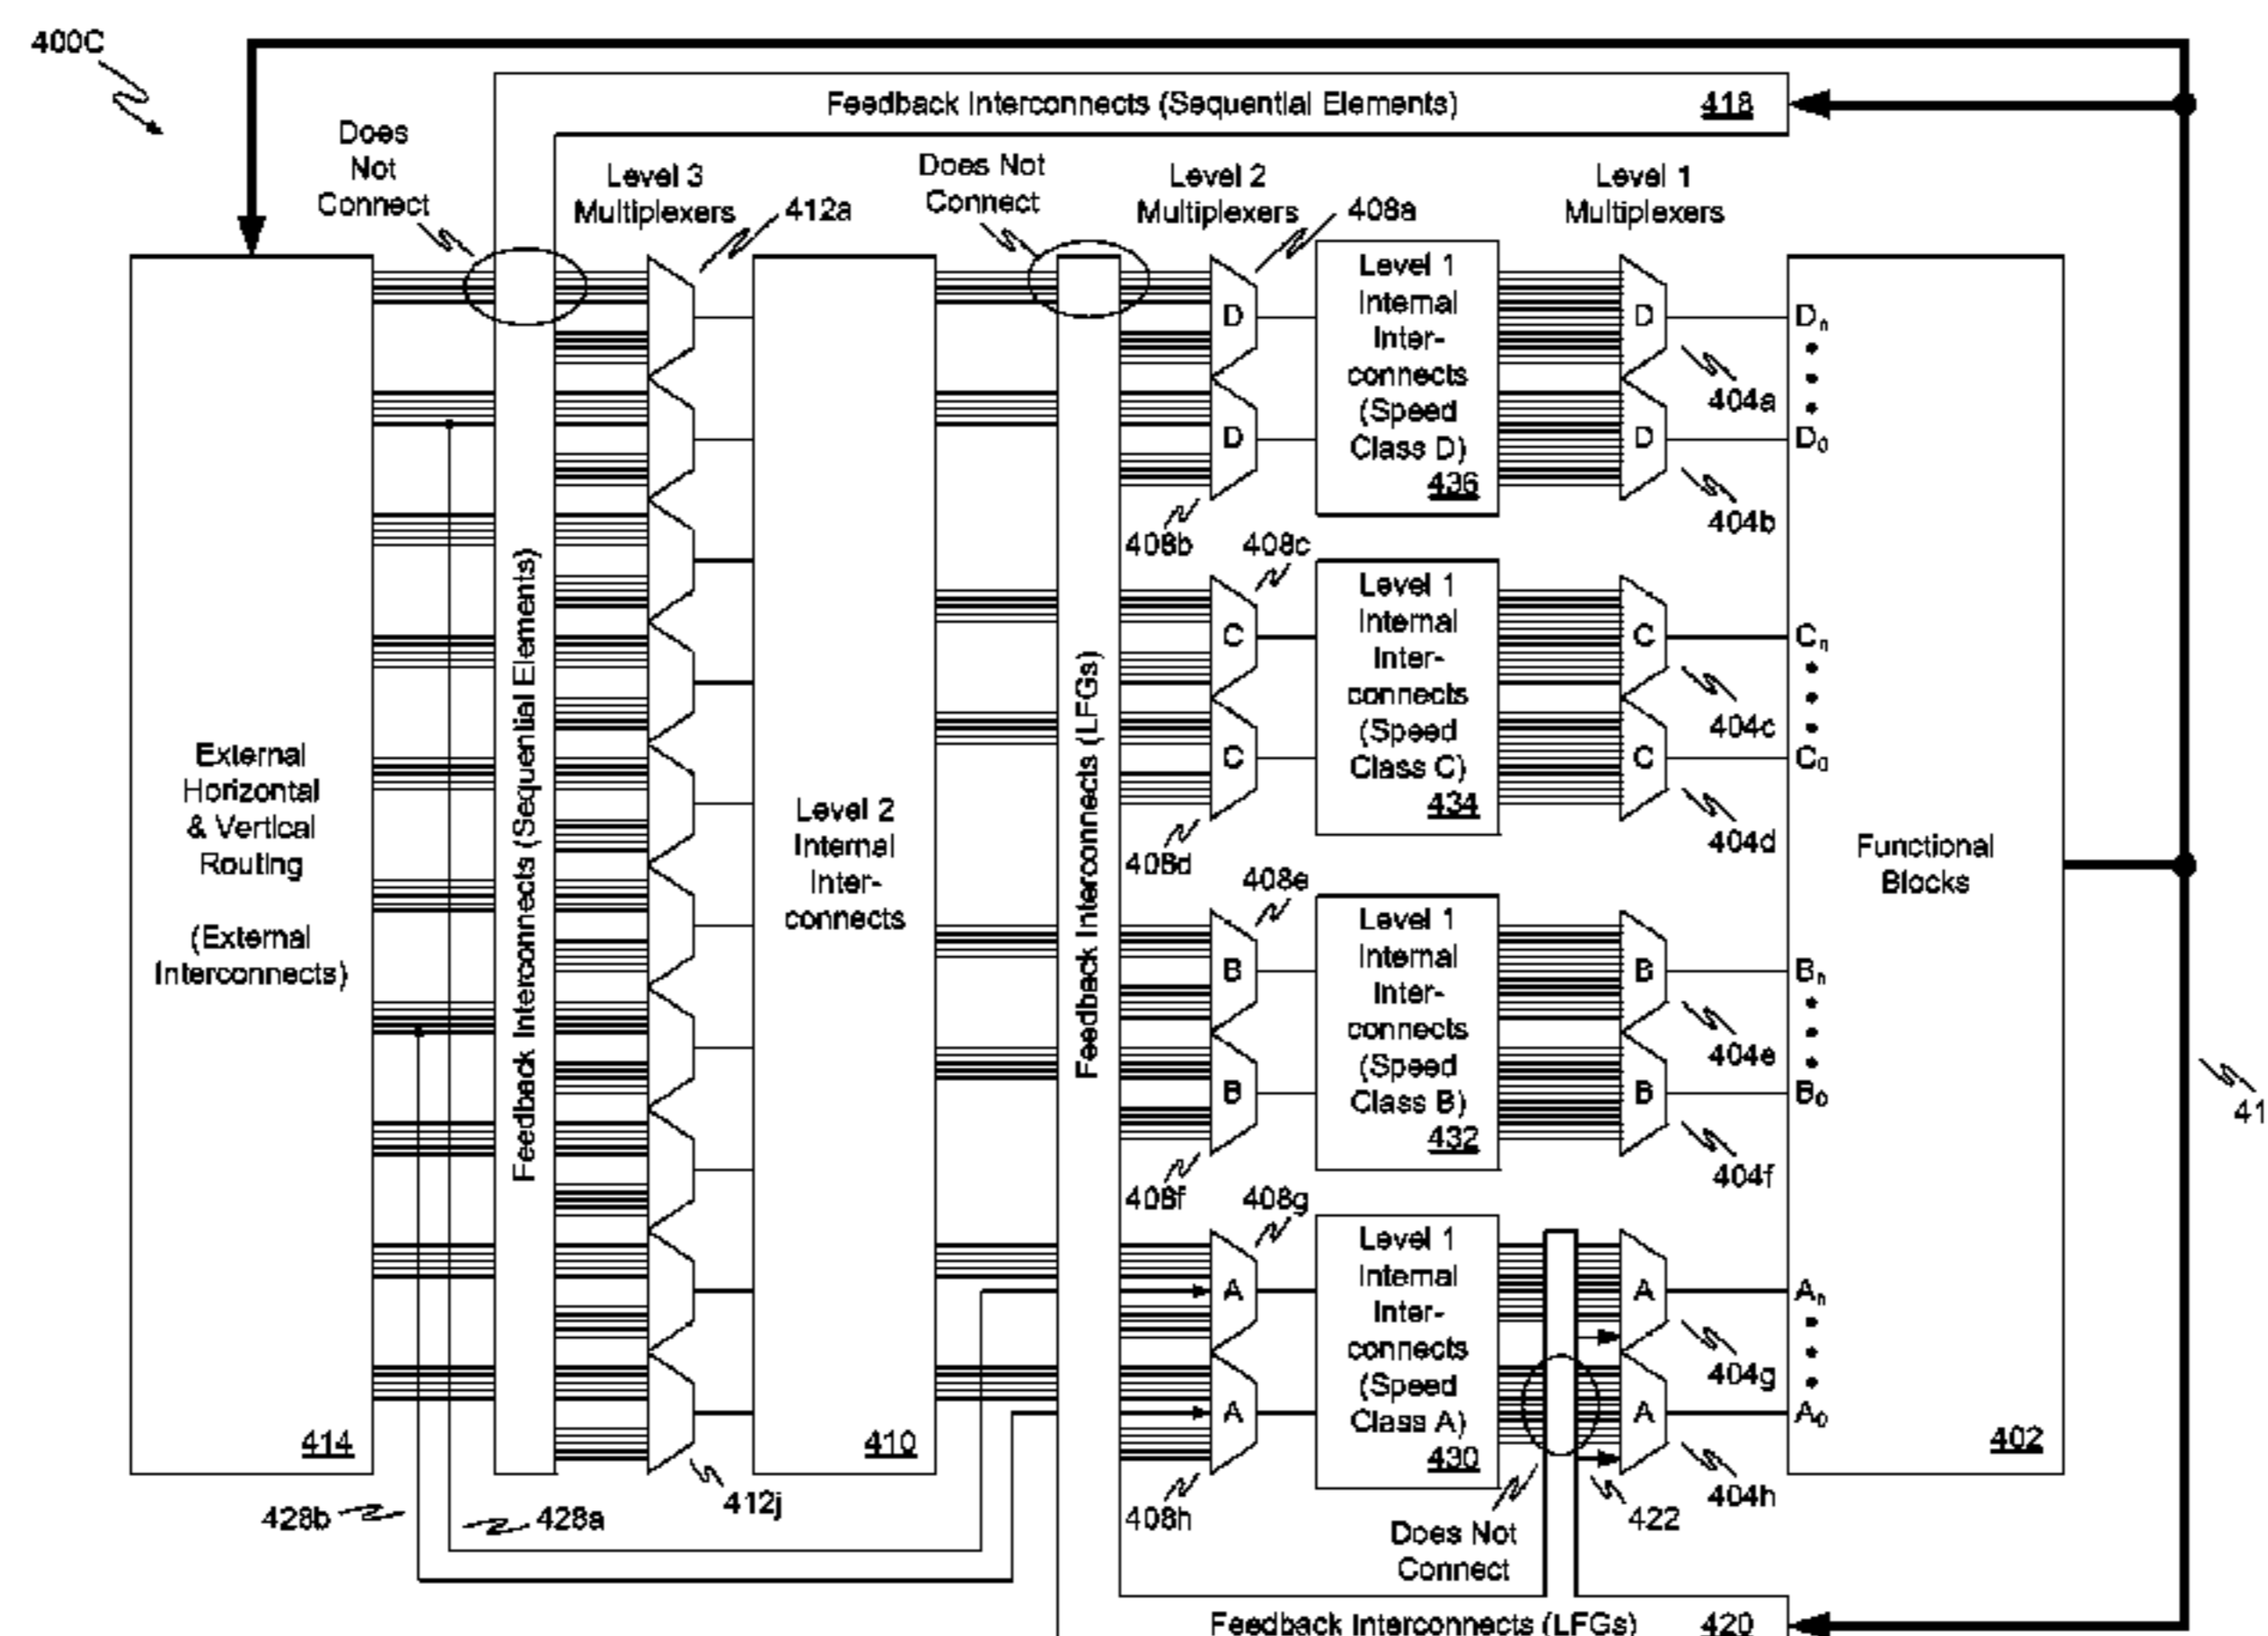 400C
Feedback Interconnects (Sequential Elements) 418
Does
Not
Connect
Level 3
Multiplexers
412a
Does Not
Connect
Level 2
Multiplexers
408a
Level 1
Multiplexers
External
Horizontal
& Vertical
Routing
(External
Interconnects)
414
Feedback Interconnects (Sequential Elements)
412j
Level 2
Internal
Inter-
connects
410
Feedback Interconnects (LFGs)
D
D
408b
408c
C
C
408d
408e
B
B
408f
408g
A
A
408h
Level 1
Internal
Inter-
connects
(Speed
Class D)
436
Level 1
Internal
Inter-
connects
(Speed
Class C)
434
Level 1
Internal
Inter-
connects
(Speed
Class B)
432
Level 1
Internal
Inter-
connects
(Speed
Class A)
430
D
404a
D
404b
C
404c
C
404d
B
404e
B
404f
A
404g
A
404h
Dn
D0
Cn
C0
Bn
B0
An
A0
Functional
Blocks
402
41
428b
428a
Does Not
Connect
422
Feedback Interconnects (LFGs) 420